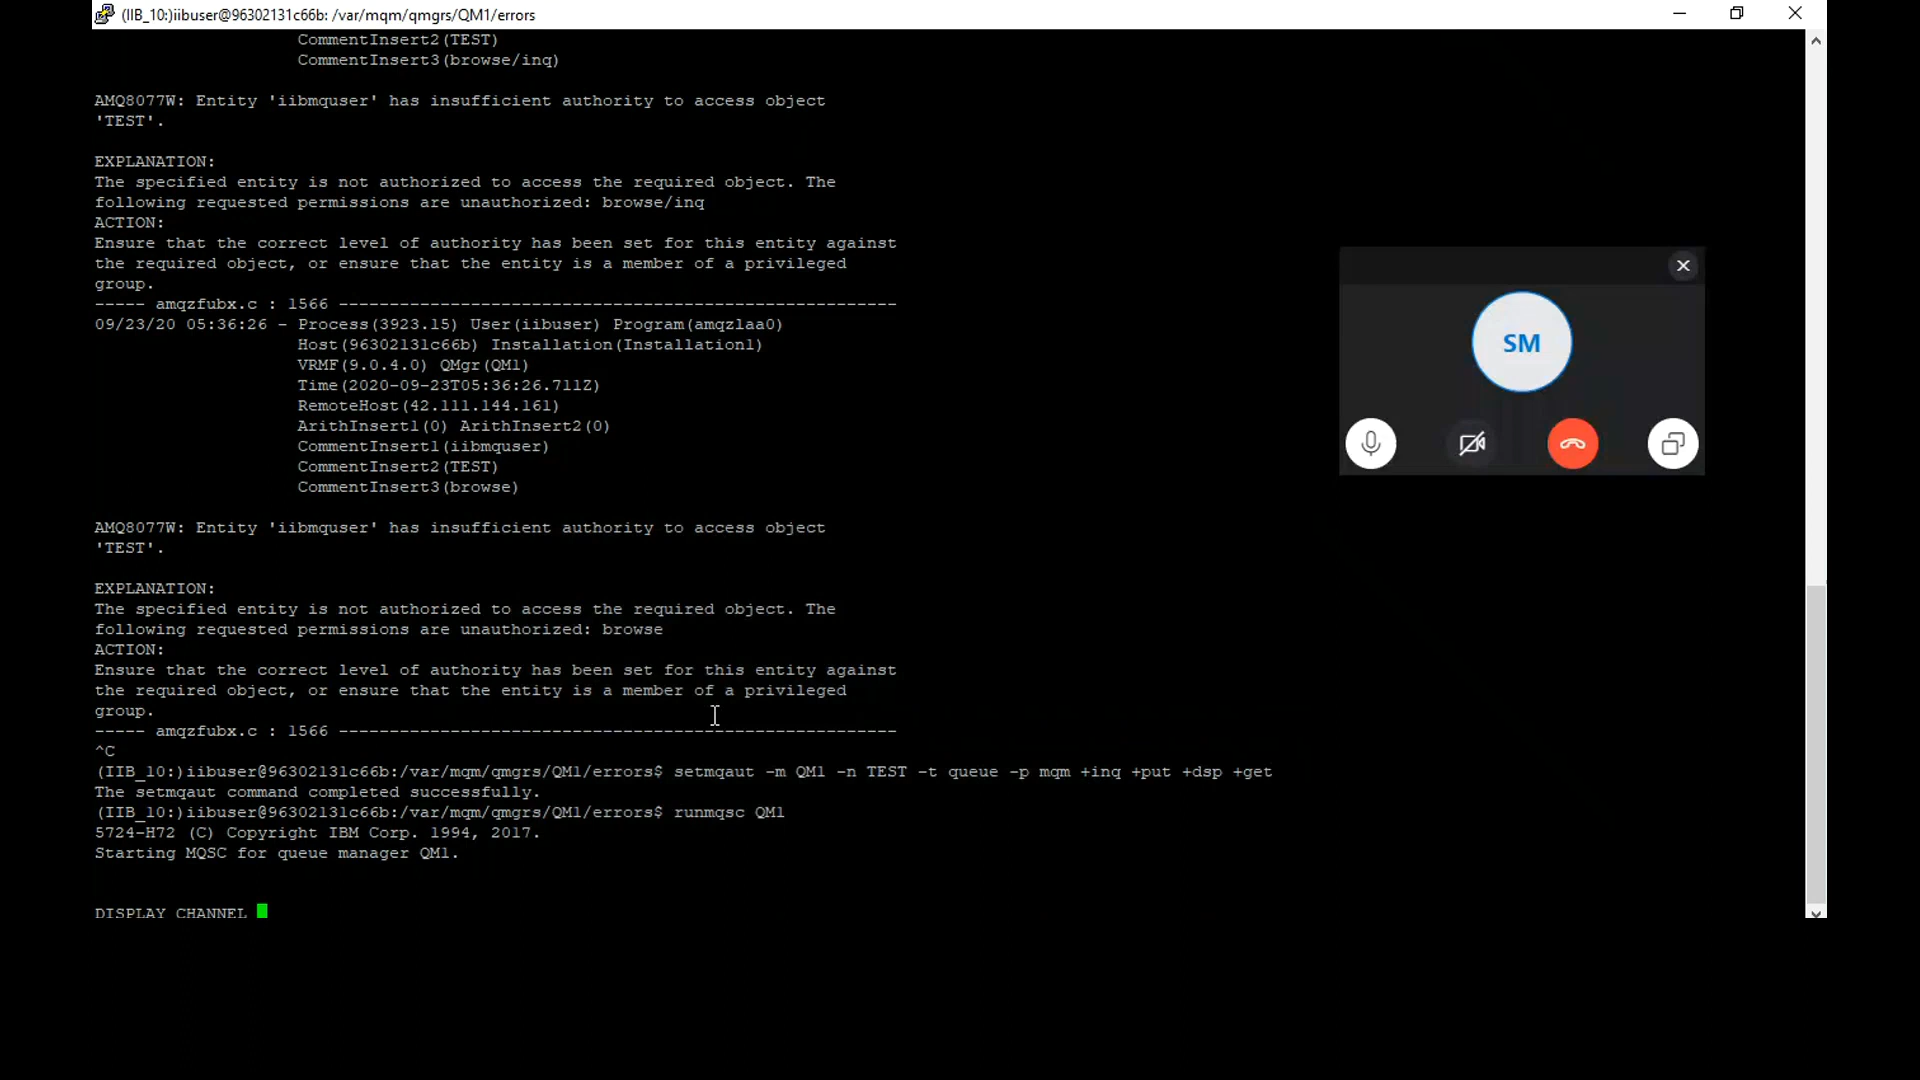 (IIB_10:)iibuser@96302131c66b: /var/mqm/qmgrs/QM1/errors
CommentInsert2(TEST)
CommentInsert3(browse/inq)
AMQ8077W: Entity 'iibmquser' has insufficient authority to access object
'TEST'.
EXPLANATION:
The specified entity is not authorized to access the required object. The
following requested permissions are unauthorized: browse/inq
ACTION:
Ensure that the correct level of authority has been set for this entity against
the required object, or ensure that the entity is a member of a privileged
group.
----- amqzfubx.c : 1566 -------------------------------------------------------
09/23/20 05:36:26 - Process(3923.15) User(iibuser) Program(amqzlaa0)
Host(96302131c66b) Installation(Installation1)
VRMF(9.0.4.0) QMgr(QM1)
Time(2020-09-23T05:36:26.711Z)
RemoteHost(42.111.144.161)
ArithInsert1(0) ArithInsert2(0)
CommentInsert1(iibmquser)
CommentInsert2(TEST)
CommentInsert3(browse)
AMQ8077W: Entity 'iibmquser' has insufficient authority to access object
'TEST'.
EXPLANATION:
The specified entity is not authorized to access the required object. The
following requested permissions are unauthorized: browse
ACTION:
Ensure that the correct level of authority has been set for this entity against
the required object, or ensure that the entity is a member of a privileged
group.
----- amqzfubx.c : 1566 -------------------------------------------------------
^C
(IIB_10:)iibuser@96302131c66b:/var/mqm/qmgrs/QM1/errors$ setmqaut -m QM1 -n TEST -t queue -p mqm +inq +put +dsp +get
The setmqaut command completed successfully.
(IIB_10:)iibuser@96302131c66b:/var/mqm/qmgrs/QM1/errors$ runmqsc QM1
5724-H72 (C) Copyright IBM Corp. 1994, 2017.
Starting MQSC for queue manager QM1.
DISPLAY CHANNEL
SM